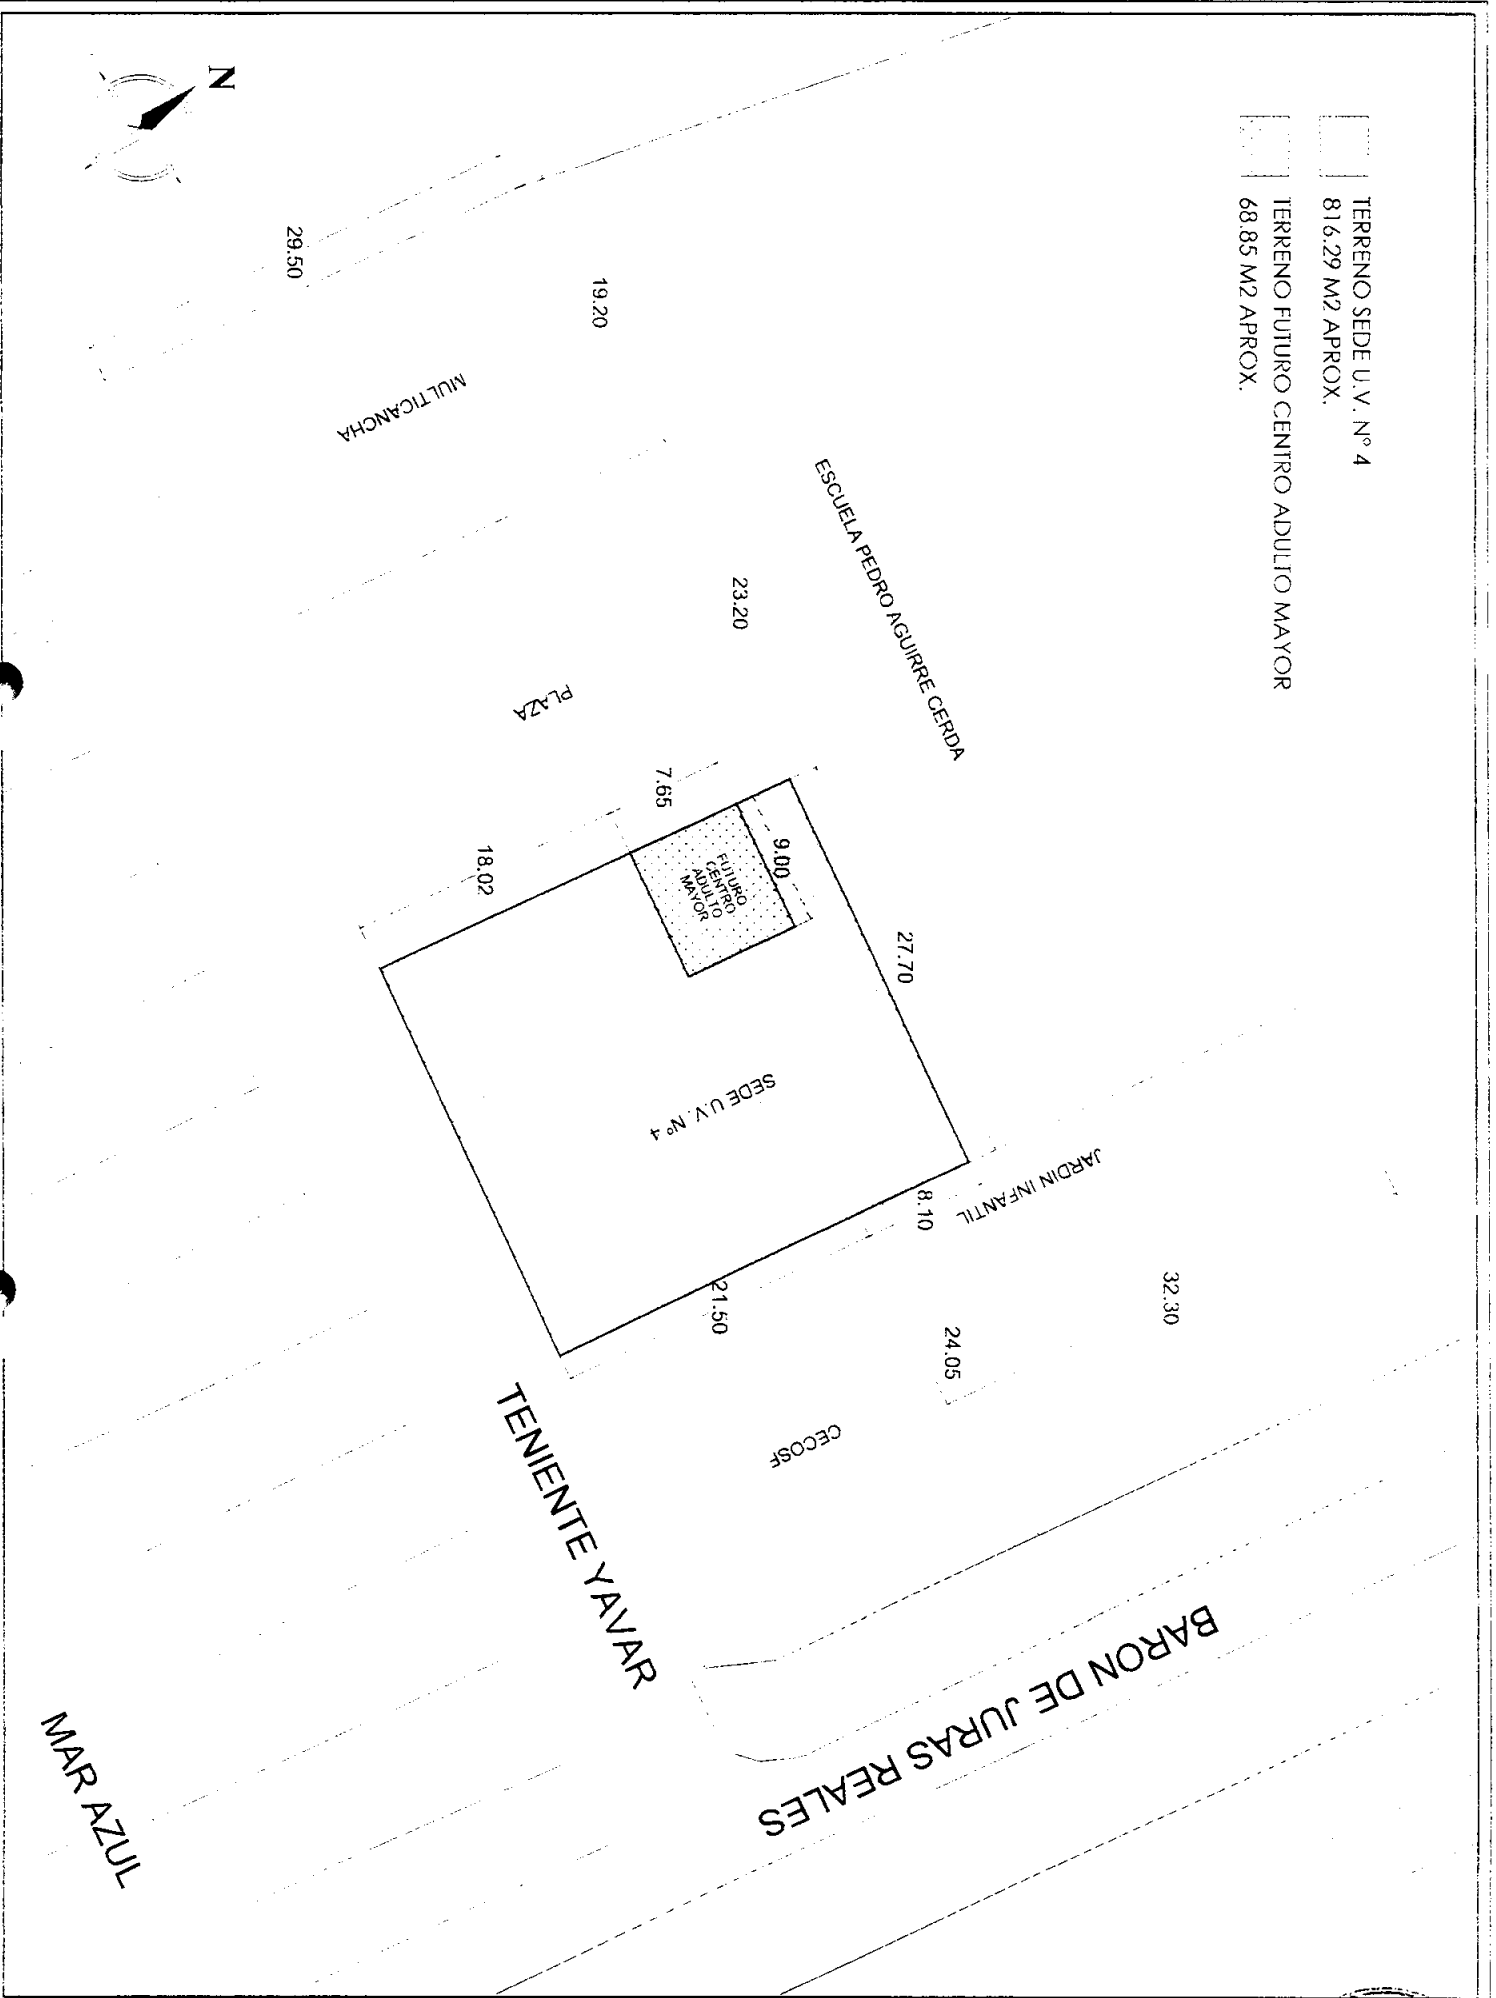 TERRENO SEDE U.V. N° 4
816.29 M2 APROX.
TERRENO FUTURO CENTRO ADULTO MAYOR
68.85 M2 APROX.
N
29.50
19.20
MULTICANCHA
ESCUELA PEDRO AGUIRRE CERDA
23.20
PLAZA
7.65
18.02
9.00
FUTURO
CENTRO
ADULTO
MAYOR
27.70
SEDE U.V. Nº 4
8.10
JARDIN INFANTIL
21.50
32.30
24.05
CECOSF
TENIENTE YAVAR
BARON DE JURAS REALES
MAR AZUL